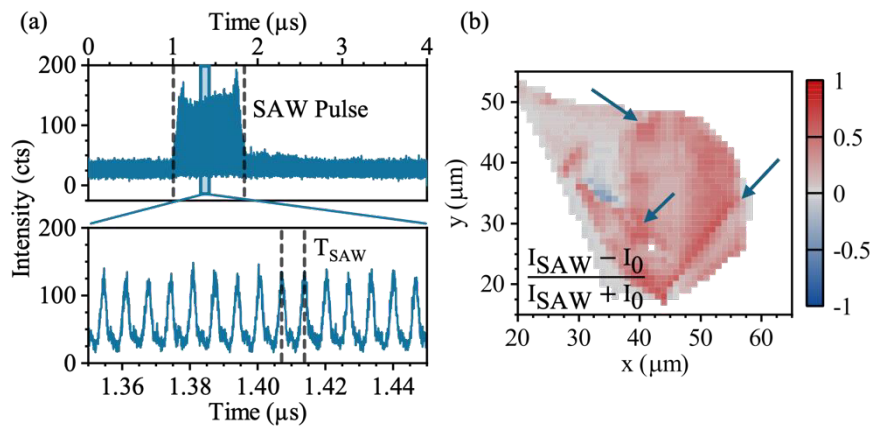 (a)
Time (µs)
0 1 2 3 4
200
150
100
50
0
SAW Pulse
Intensity (cts)
200
100
0
T_SAW
1.36 1.38 1.40 1.42 1.44
Time (µs)
(b)
50
40
30
20
y (µm)
I_SAW − I_0
I_SAW + I_0
20 30 40 50 60
x (µm)
1
0.5
0
-0.5
-1